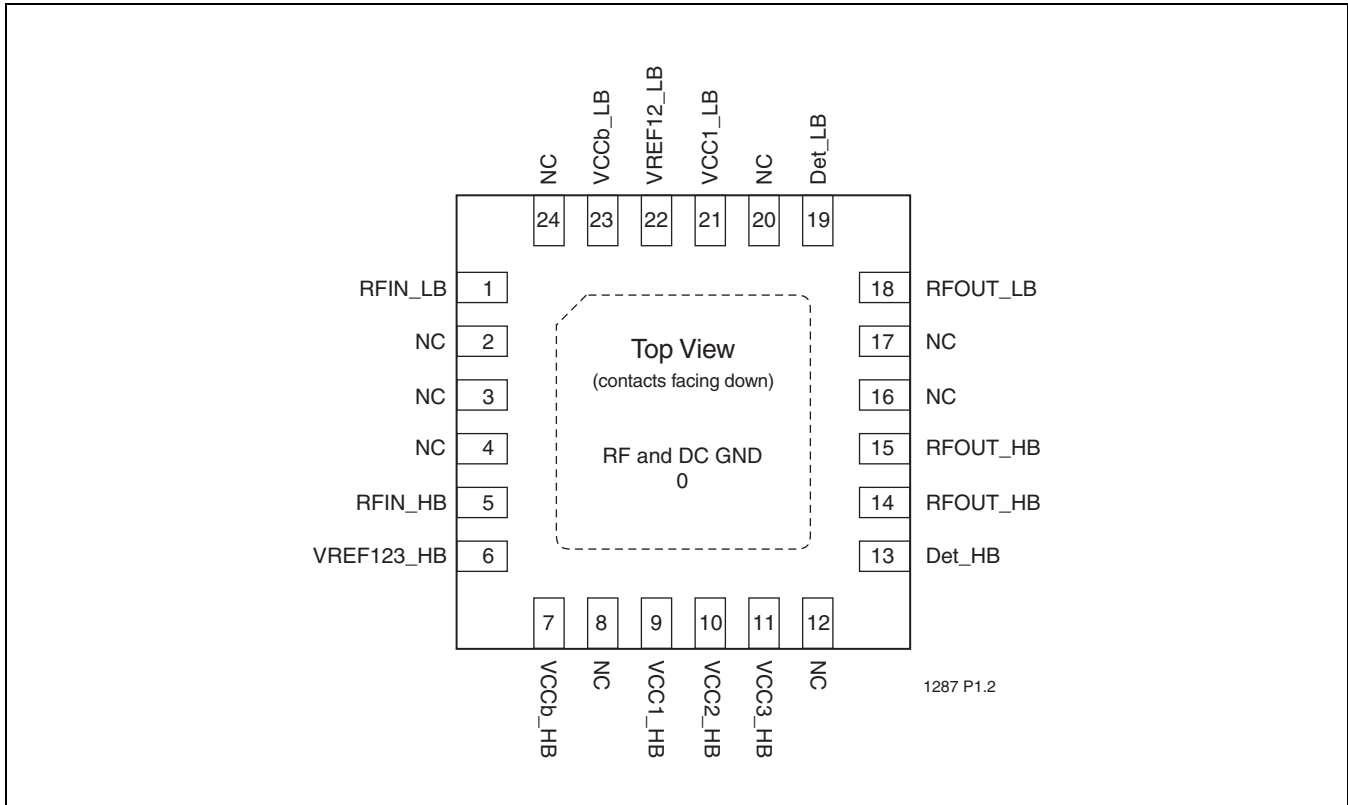 NC
VCCb_LB
VREF12_LB
VCC1_LB
NC
Det_LB
24 23 22 21 20 19
RFIN_LB 1
NC 2
NC 3
NC 4
RFIN_HB 5
VREF123_HB 6
Top View
(contacts facing down)
RF and DC GND
0
18 RFOUT_LB
17 NC
16 NC
15 RFOUT_HB
14 RFOUT_HB
13 Det_HB
7 8 9 10 11 12
VCCb_HB
NC
VCC1_HB
VCC2_HB
VCC3_HB
NC
1287 P1.2